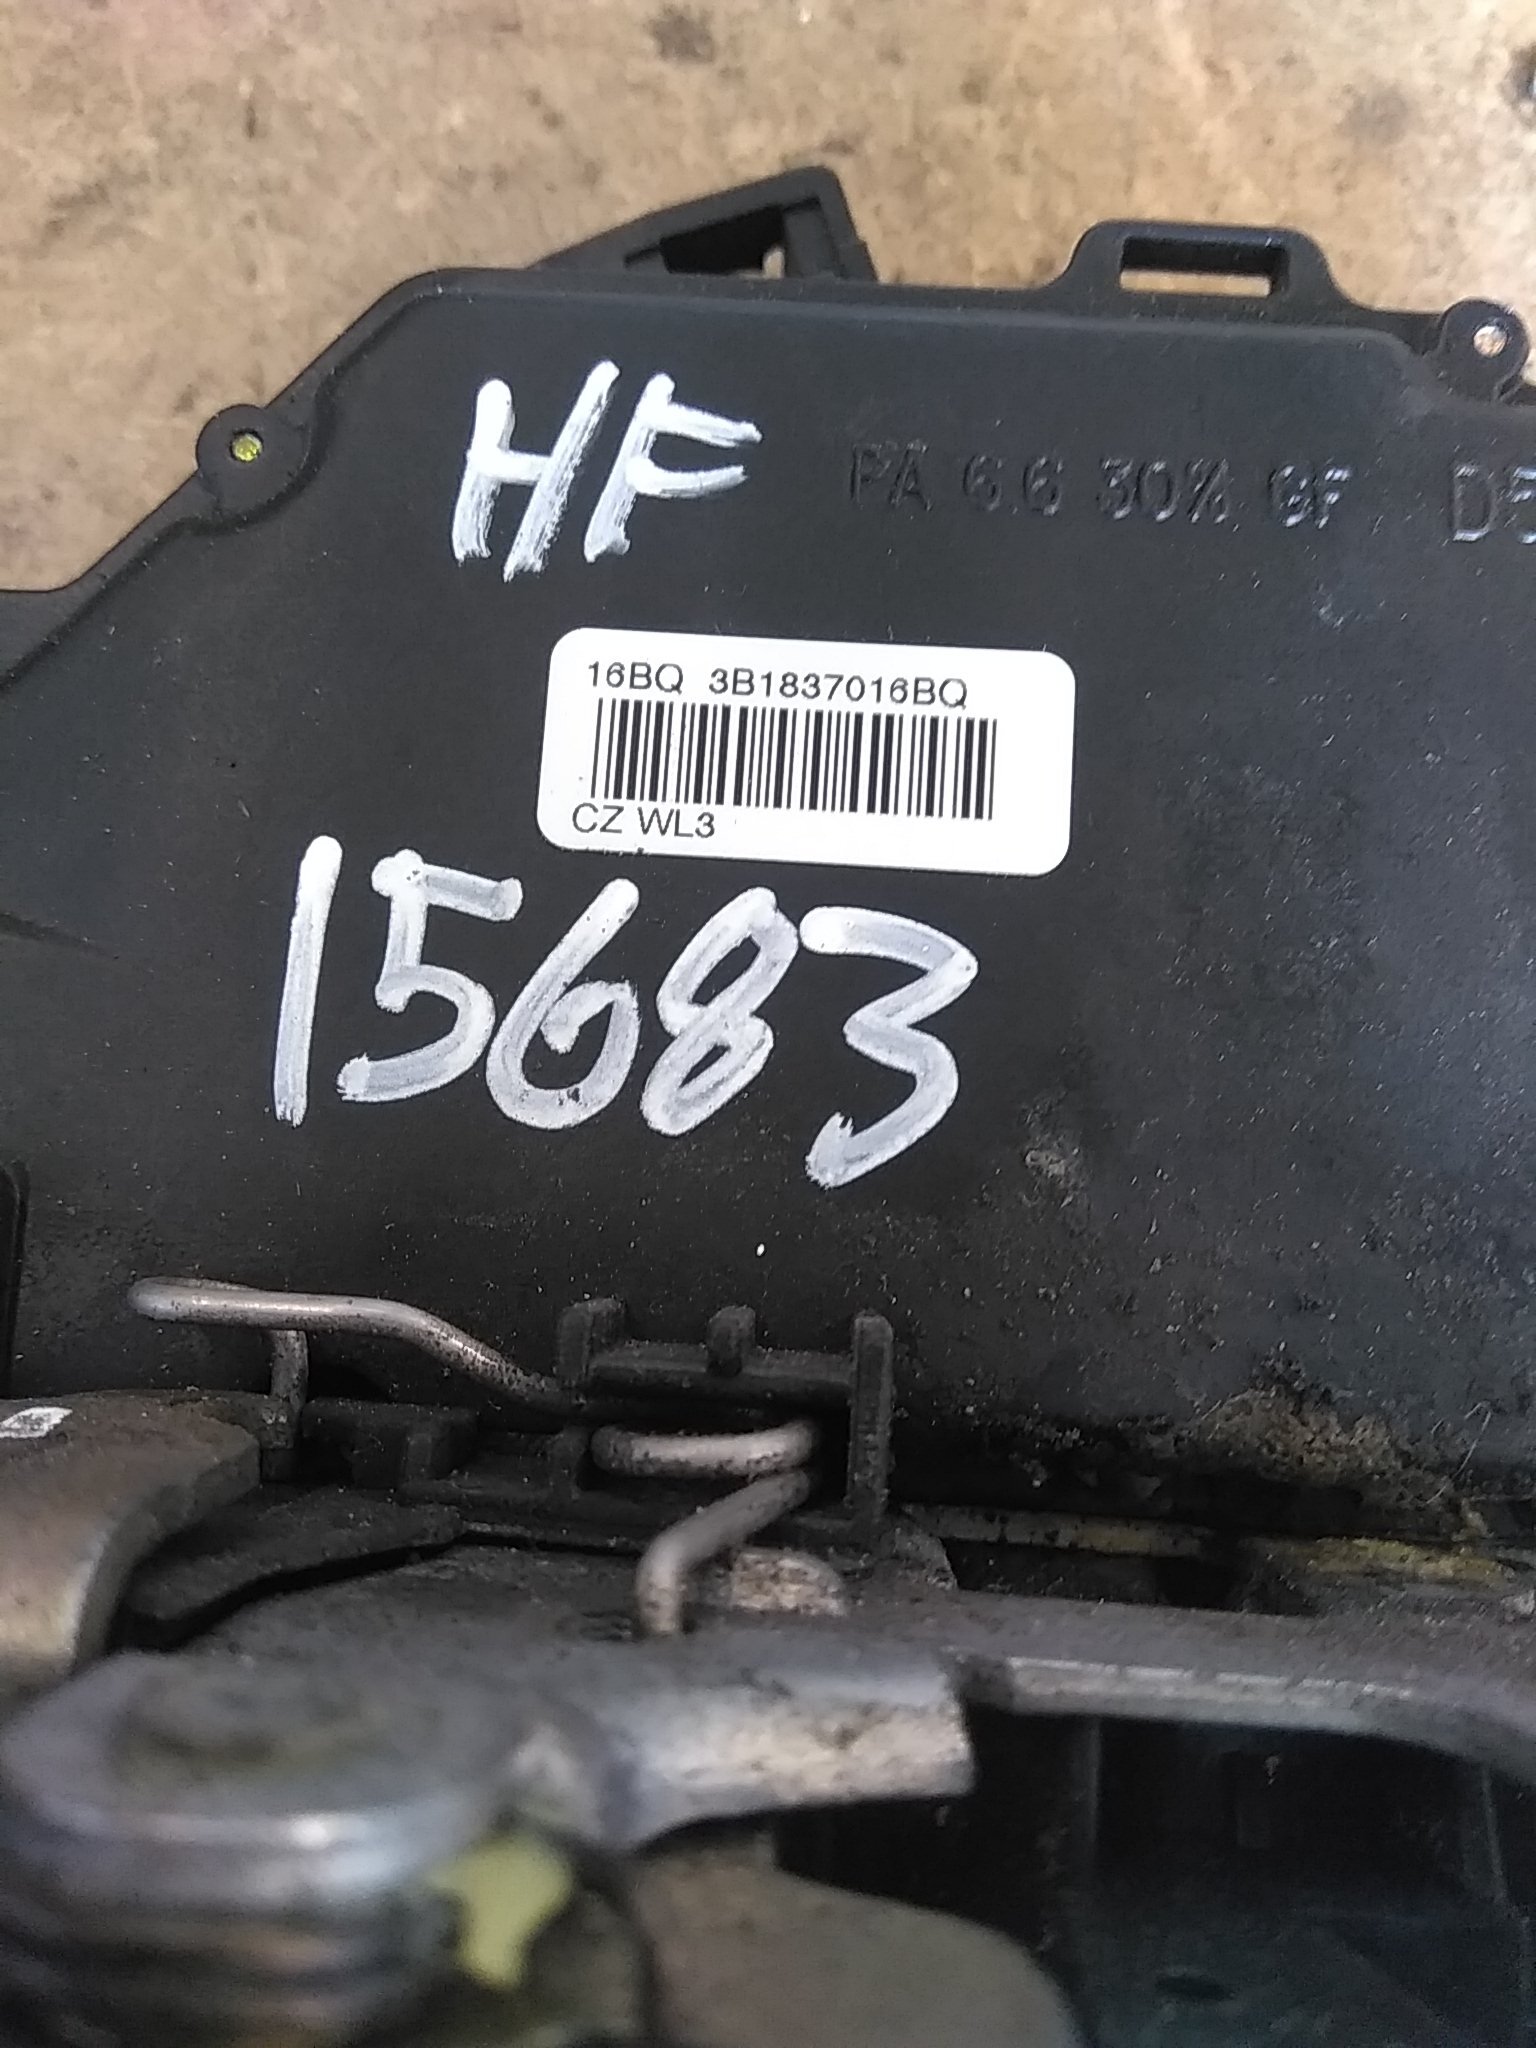 HF
PA 6.6 30% GF
16BQ 3B1837016BQ
CZ WL3
15683